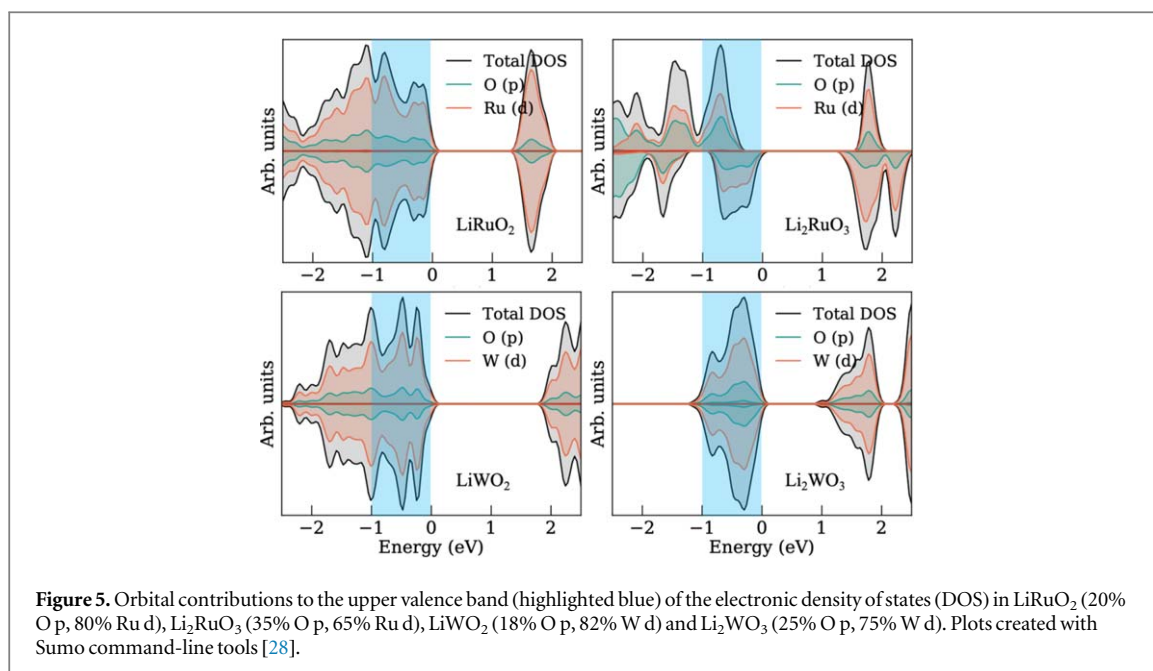 Total DOS
O (p)
Ru (d)
Arb. units
LiRuO₂
−2 −1 0 1 2
Total DOS
O (p)
Ru (d)
Arb. units
Li₂RuO₃
−2 −1 0 1 2
Total DOS
O (p)
W (d)
Arb. units
LiWO₂
−2 −1 0 1 2
Energy (eV)
Total DOS
O (p)
W (d)
Arb. units
Li₂WO₃
−2 −1 0 1 2
Energy (eV)
Figure 5. Orbital contributions to the upper valence band (highlighted blue) of the electronic density of states (DOS) in LiRuO₂ (20%
O p, 80% Ru d), Li₂RuO₃ (35% O p, 65% Ru d), LiWO₂ (18% O p, 82% W d) and Li₂WO₃ (25% O p, 75% W d). Plots created with
Sumo command-line tools [28].